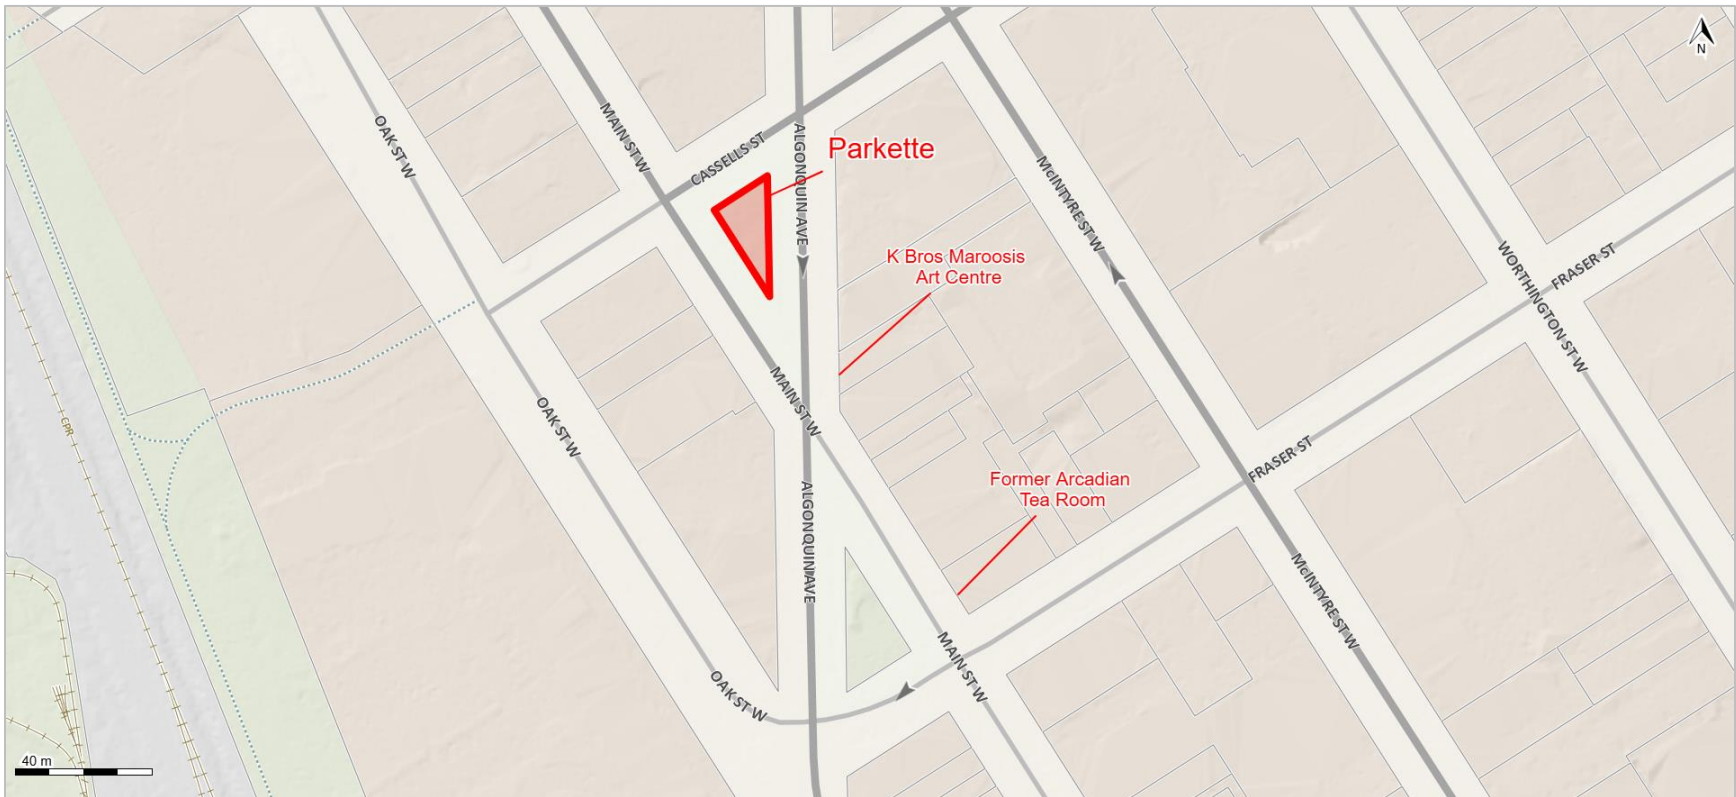 N
OAK ST W
MAIN ST W
CASSELLS ST
ALGONQUIN AVE
Parkette
McINTYRE ST W
K Bros Maroosis
Art Centre
WORTHINGTON ST W
FRASER ST
MAIN ST W
OAK ST W
CPR
FRASER ST
Former Arcadian
Tea Room
ALGONQUIN AVE
McINTYRE ST W
MAIN ST W
OAK ST W
40 m